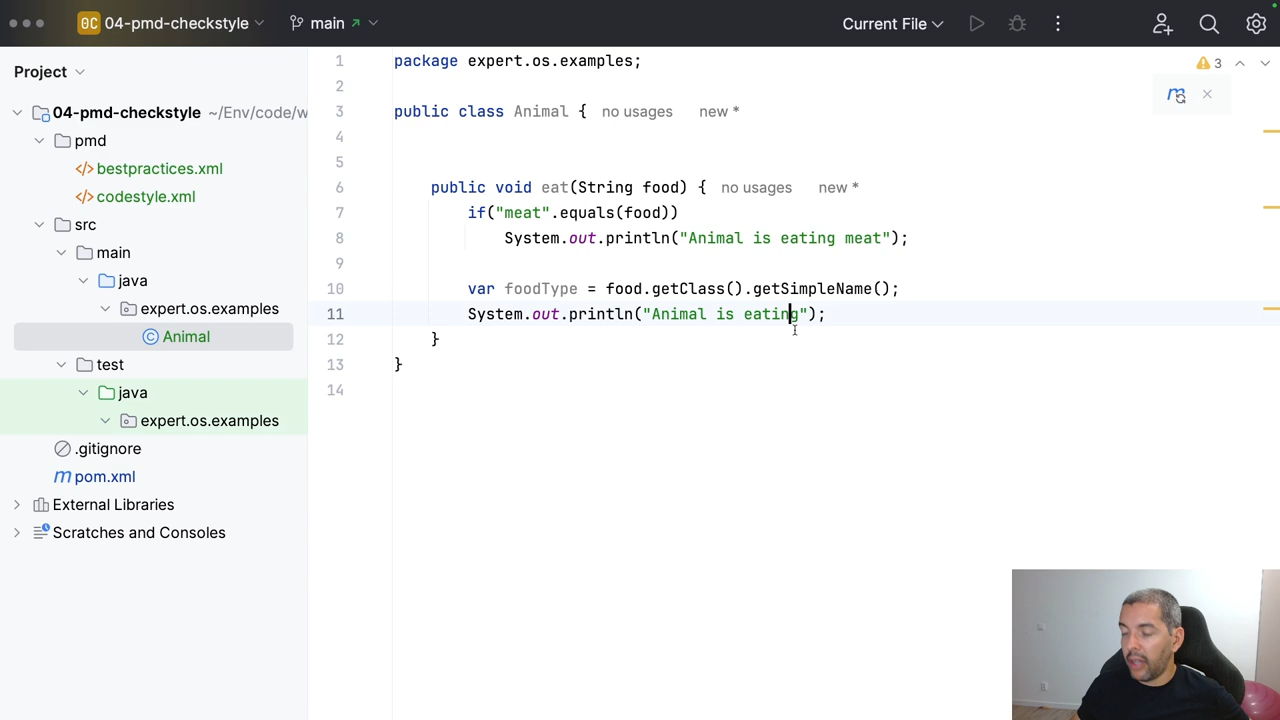 04-pmd-checkstyle
main
Current File
Project
04-pmd-checkstyle ~/Env/code/w
pmd
bestpractices.xml
codestyle.xml
src
main
java
expert.os.examples
Animal
test
java
expert.os.examples
.gitignore
pom.xml
External Libraries
Scratches and Consoles
3
1 package expert.os.examples;
2
3 public class Animal { no usages new *
4
5
6 public void eat(String food) { no usages new *
7 if("meat".equals(food))
8 System.out.println("Animal is eating meat");
9
10 var foodType = food.getClass().getSimpleName();
11 System.out.println("Animal is eating");
12 }
13 }
14